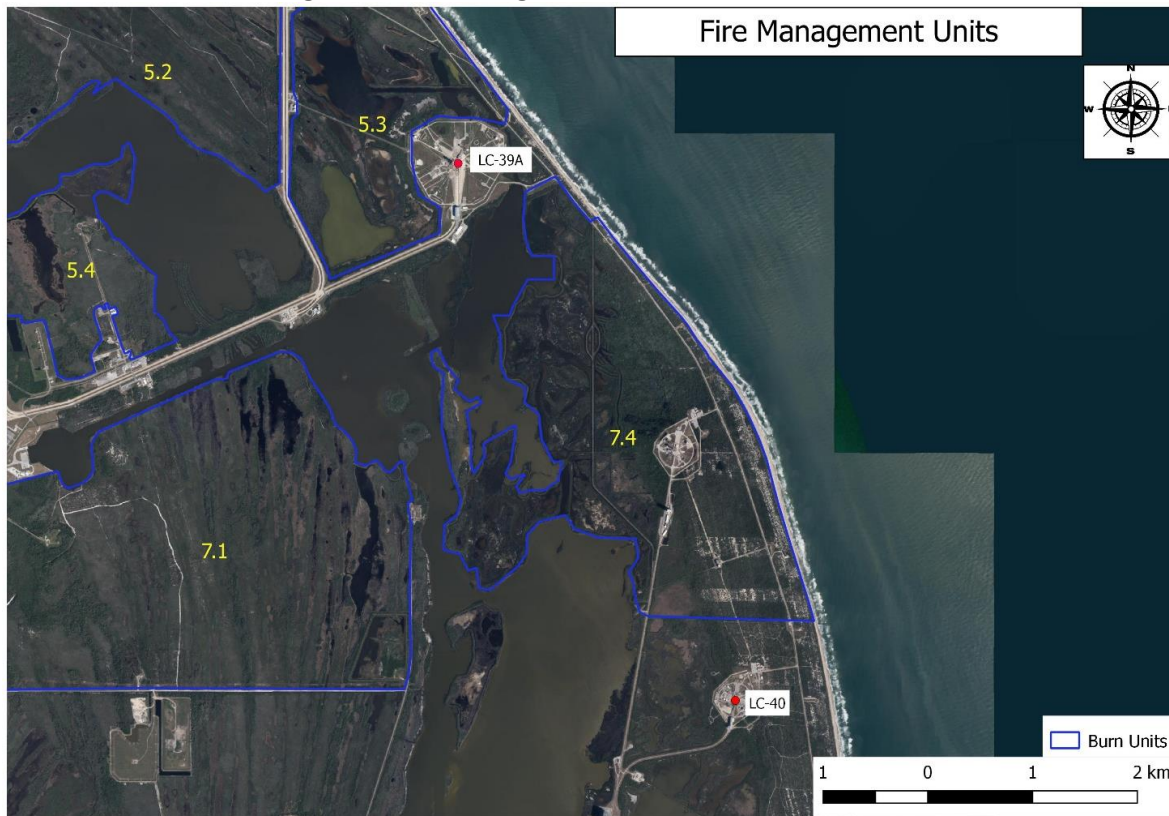 Fire Management Units
N
W
S
5.2
5.3
LC-39A
5.4
7.4
7.1
LC-40
Burn Units
1 0 1 2 km